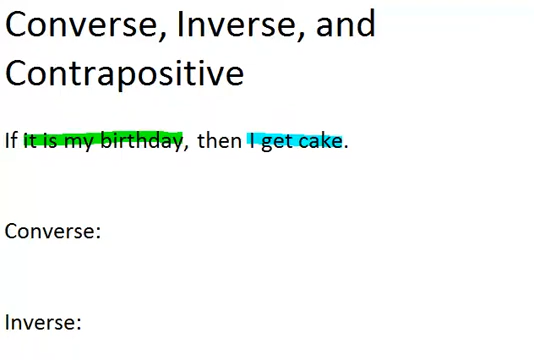 Converse, Inverse, and
Contrapositive
If it is my birthday, then I get cake.
Converse:
Inverse: